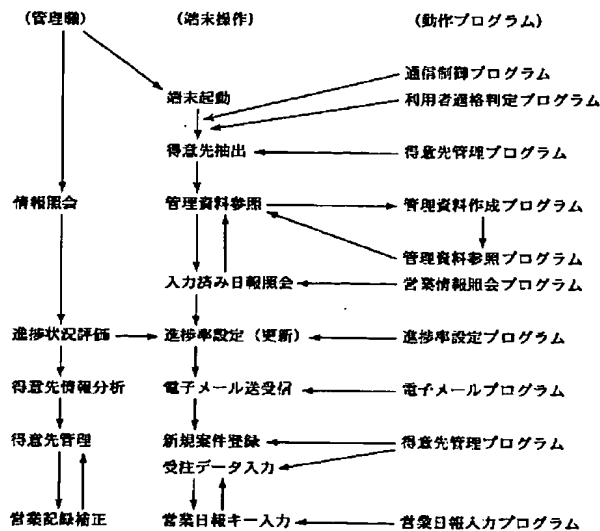 (管理職) (端末操作) (動作プログラム)
通信制御プログラム
端末起動 利用者適格判定プログラム
得意先抽出 得意先管理プログラム
情報照会 管理資料参照 管理資料作成プログラム
管理資料参照プログラム
入力済み日報照会 営業情報照会プログラム
進捗状況評価 進捗率設定(更新) 進捗率設定プログラム
得意先情報分析 電子メール送受信 電子メールプログラム
得意先管理 新規案件登録 得意先管理プログラム
受注データ入力
営業記録補正 営業日報キー入力 営業日報入力プログラム